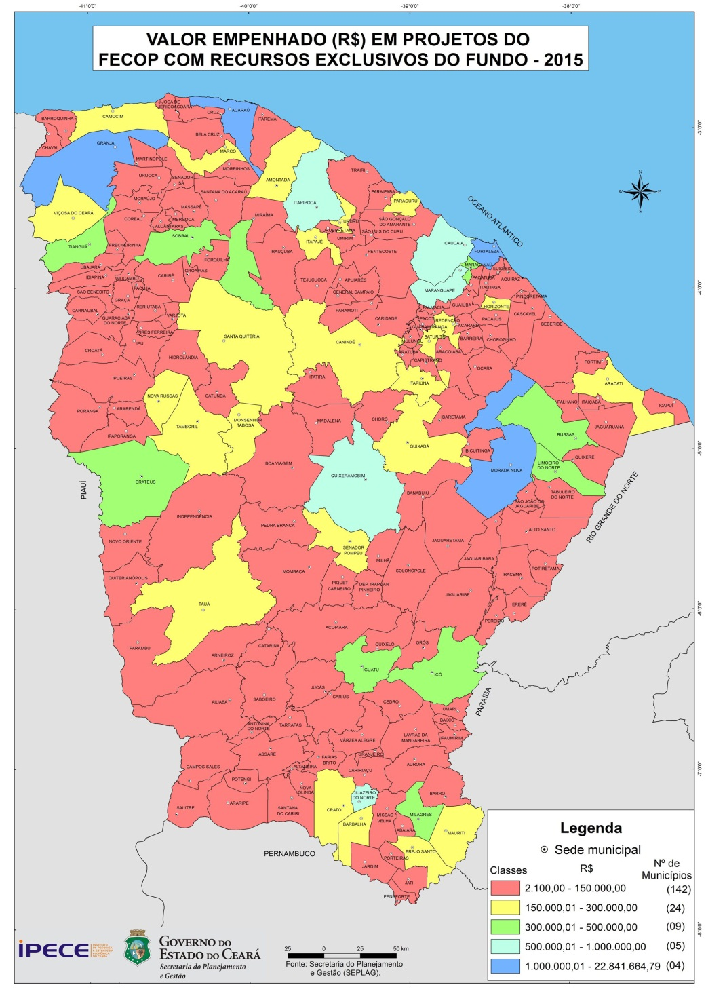 -41°0'0"
-40°0'0"
-39°0'0"
-38°0'0"
VALOR EMPENHADO (R$) EM PROJETOS DO
FECOP COM RECURSOS EXCLUSIVOS DO FUNDO - 2015
JIJOCA DE
JERICOACOARA
CRUZ
ACARAÚ
BARROQUINHA
CAMOCIM
ITAREMA
-3°0'0"
CHAVAL
BELA CRUZ
GRANJA
MARCO
MARTINÓPOLE
MORRINHOS
TRAIRI
URUOCA
SENADOR
SÁ
AMONTADA
N
W
E
S
OCEANO ATLÂNTICO
SANTANA DO ACARAÚ
PARAIPABA
MORAÚJO
MASSAPÊ
ITAPIPOCA
PARACURU
VIÇOSA DO CEARÁ
COREAÚ
MERUOCA
MIRAÍMA
TURURU
SÃO GONÇALO
DO AMARANTE
ALCÂNTARAS
URUBURETAMA
SÃO LUÍS DO CURU
SOBRAL
ITAPAJÉ
UMIRIM
CAUCAIA
TIANGUÁ
FRECHEIRINHA
IRAUÇUBA
PENTECOSTE
FORTALEZA
FORQUILHA
UBAJARA
MARACANAÚ
EUSÉBIO
GROAIRAS
IBIAPINA
MUCAMBO
CARIRÉ
TEJUÇUOCA
APUIARÉS
PACATUBA
AQUIRAZ
ITAITINGA
PACUJÁ
MARANGUAPE
-4°0'0"
SÃO BENEDITO
GRAÇA
GENERAL SAMPAIO
PINDORETAMA
GUAIÚBA
HORIZONTE
CARNAUBAL
RERIUTABA
PALMÁCIA
GUARACIABA
DO NORTE
VARJOTA
PARAMOTI
CARIDADE
PACOTI
REDENÇÃO
PACAJUS
CASCAVEL
BEBERIBE
GUARAMIRANGA
ACARAPE
PIRES FERREIRA
SANTA QUITÉRIA
CANINDÉ
MULUNGU
BATURITÉ
BARREIRA
CHOROZINHO
IPU
CROATÁ
HIDROLÂNDIA
ARATUBA
ARACOIABA
CAPISTRANO
FORTIM
OCARA
IPUEIRAS
ITATIRA
ITAPIÚNA
ARACATI
NOVA RUSSAS
CATUNDA
PALHANO
ITAIÇABA
ICAPUÍ
PORANGA
ARARENDÁ
MONSENHOR
TABOSA
MADALENA
CHORÓ
IBARETAMA
TAMBORIL
JAGUARUANA
IPAPORANGA
RUSSAS
QUIXADÁ
IBICUITINGA
-5°0'0"
BOA VIAGEM
LIMOEIRO
DO NORTE
QUIXERÉ
MORADA NOVA
CRATEÚS
QUIXERAMOBIM
PIAUÍ
BANABUIÚ
TABULEIRO
DO NORTE
SÃO JOÃO DO
JAGUARIBE
RIO GRANDE DO NORTE
INDEPENDÊNCIA
PEDRA BRANCA
ALTO SANTO
NOVO ORIENTE
JAGUARETAMA
SENADOR
POMPEU
JAGUARIBARA
MILHÃ
POTIRETAMA
MOMBAÇA
SOLONÓPOLE
IRACEMA
QUITERIANÓPOLIS
PIQUET
CARNEIRO
DEP. IRAPUAN
PINHEIRO
JAGUARIBE
TAUÁ
ERERÊ
-6°0'0"
PEREIRO
ACOPIARA
PARAMBU
CATARINA
QUIXELÔ
ORÓS
ARNEIROZ
IGUATU
ICÓ
JUCÁS
CARIÚS
AIUABA
SABOEIRO
CEDRO
PARAÍBA
UMARI
BAIXIO
ANTONINA
DO NORTE
TARRAFAS
VÁRZEA ALEGRE
LAVRAS DA
MANGABEIRA
IPAUMIRIM
ASSARÉ
GRANJEIRO
FARIAS
BRITO
AURORA
-7°0'0"
CAMPOS SALES
ALTANEIRA
CARIRIAÇU
POTENGI
NOVA
OLINDA
JUAZEIRO
DO NORTE
BARRO
ARARIPE
SALITRE
SANTANA
DO CARIRI
CRATO
MISSÃO
VELHA
MILAGRES
BARBALHA
ABAIARA
MAURITI
PERNAMBUCO
BREJO SANTO
PORTEIRAS
JARDIM
JATI
PENAFORTE
Legenda
Sede municipal
Classes
R$
Nº de
Municípios
2.100,00 - 150.000,00
(142)
150.000,01 - 300.000,00
(24)
300.000,01 - 500.000,00
(09)
500.000,01 - 1.000.000,00
(05)
1.000.000,01 - 22.841.664,79
(04)
-8°0'0"
IPECE
INSTITUTO
DE PESQUISA
E ESTRATÉGIA
ECONÔMICA
DO CEARÁ
GOVERNO DO
ESTADO DO CEARÁ
Secretaria do Planejamento
e Gestão
25
0
25
50 km
Fonte: Secretaria do Planejamento
e Gestão (SEPLAG).